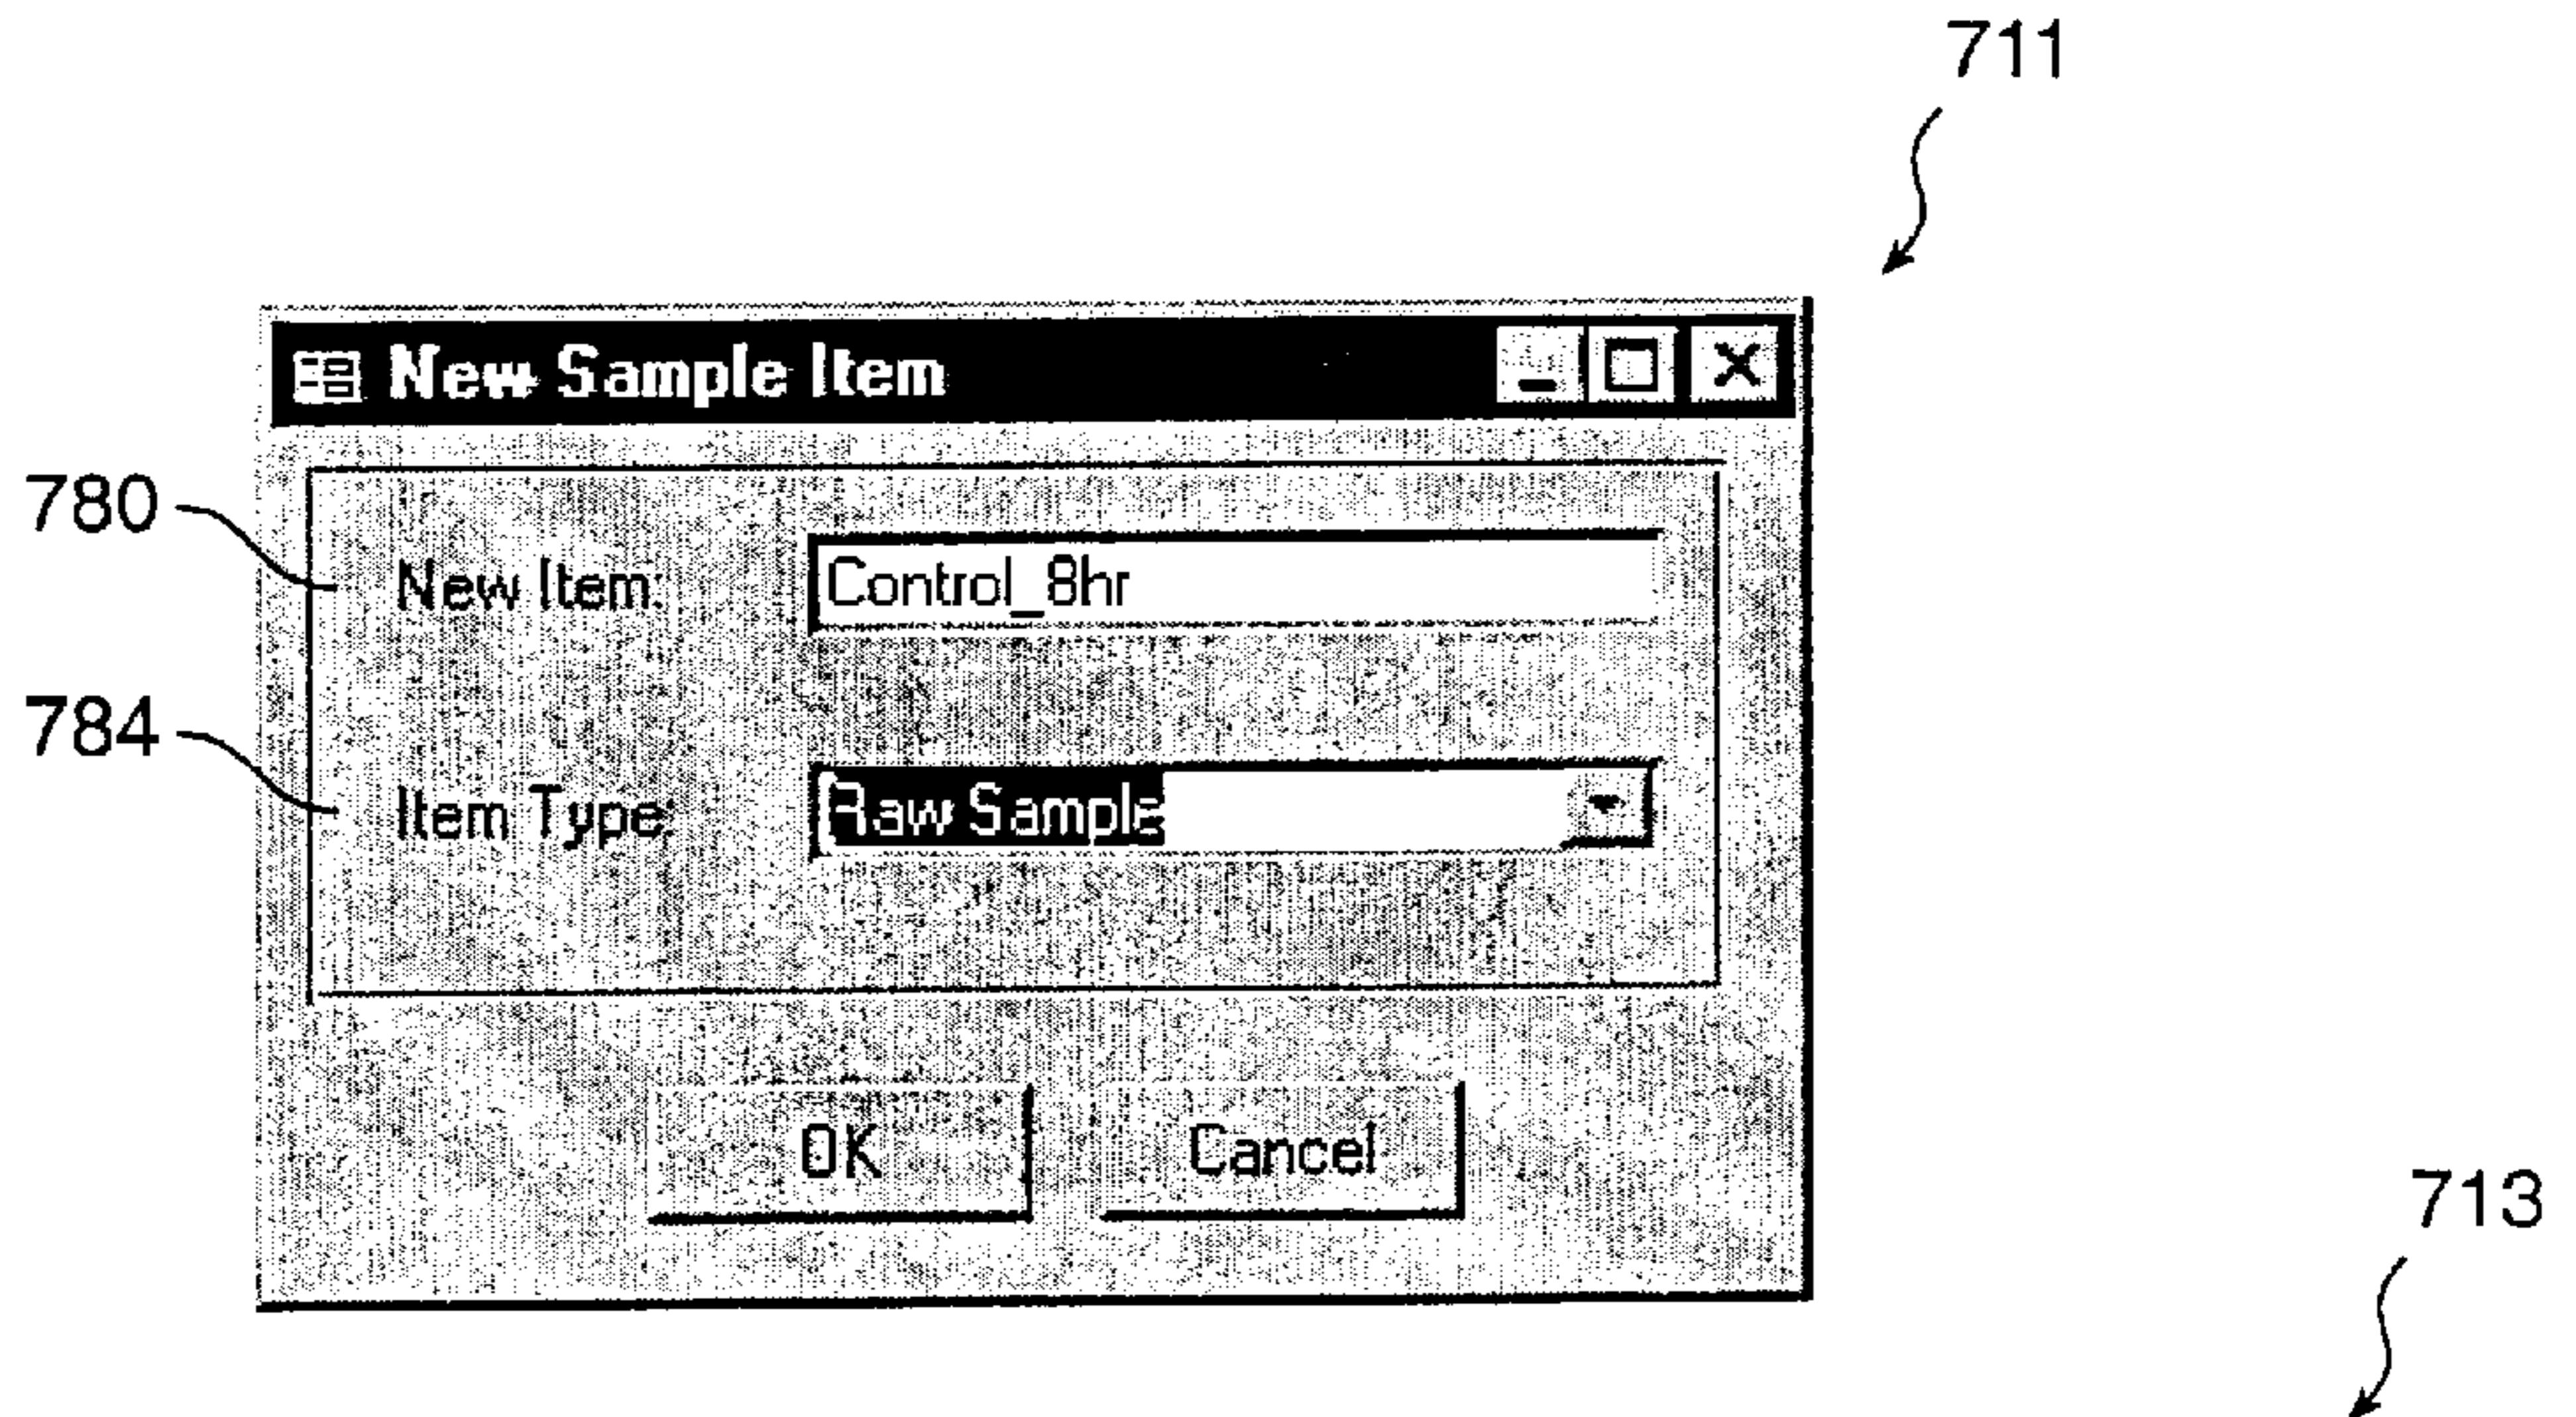 711
New Sample Item
780
New Item: Control_8hr
784
Item Type: Raw Sample
OK Cancel
713